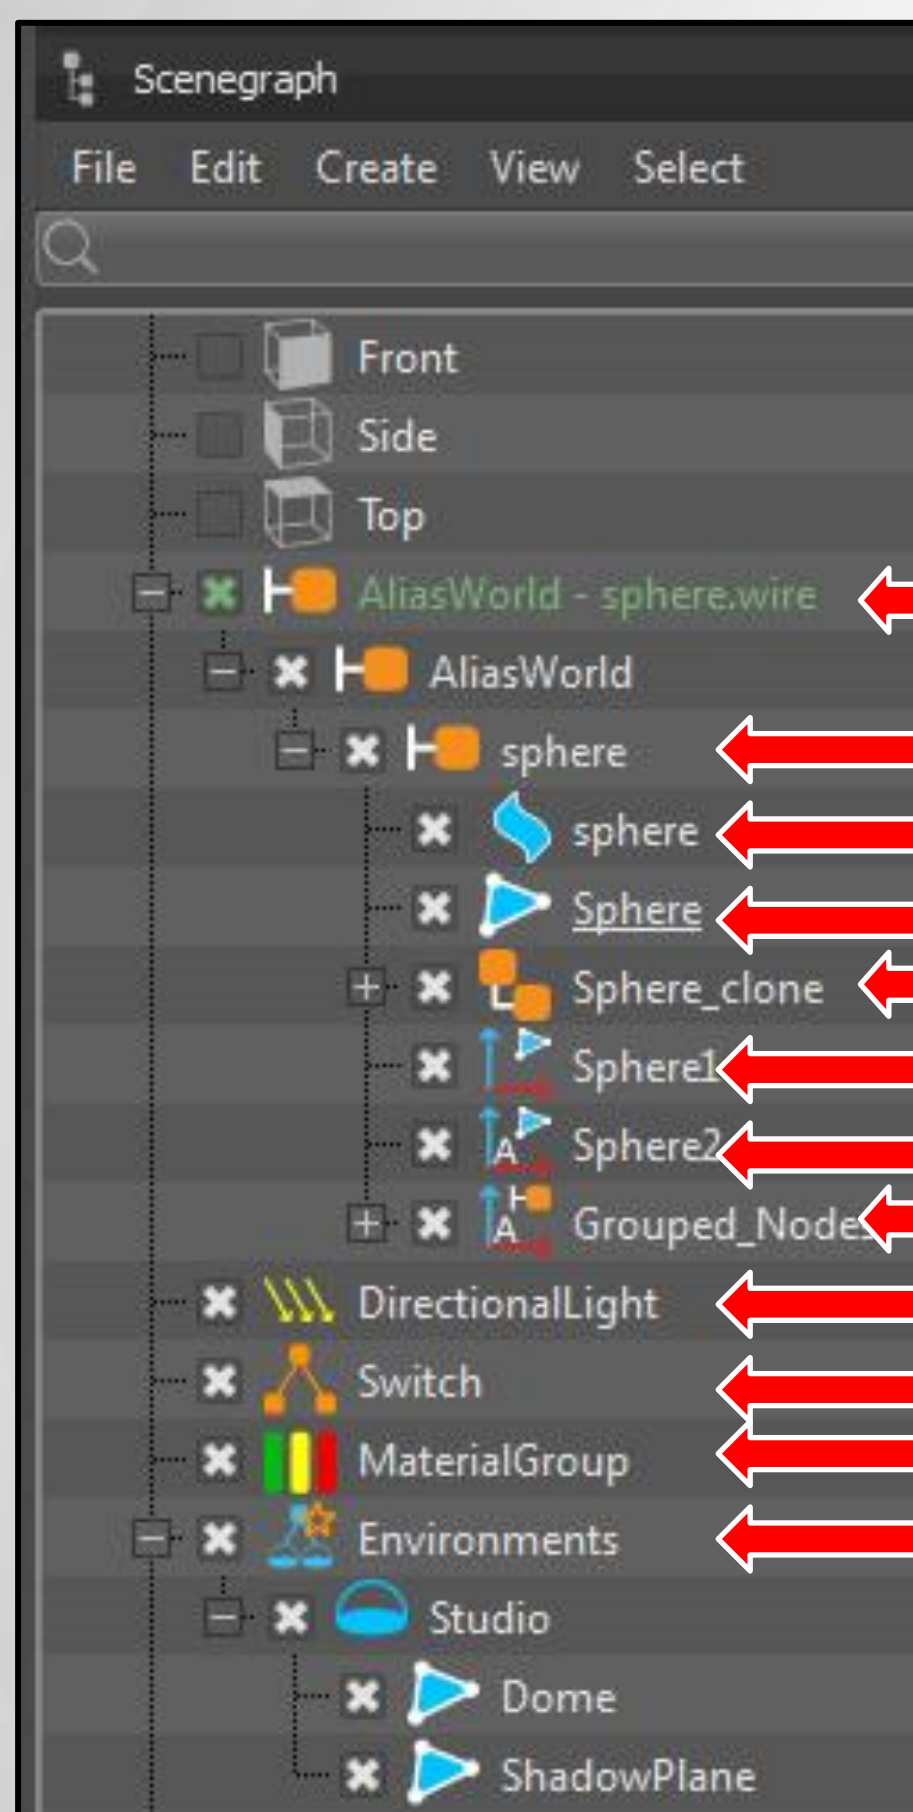 Scenegraph
File Edit Create View Select
Front
Side
Top
AliasWorld - sphere.wire
AliasWorld
sphere
sphere
Sphere
Sphere_clone
Sphere1
A Sphere2
A Grouped_Nodes
DirectionalLight
Switch
MaterialGroup
Environments
Studio
Dome
ShadowPlane